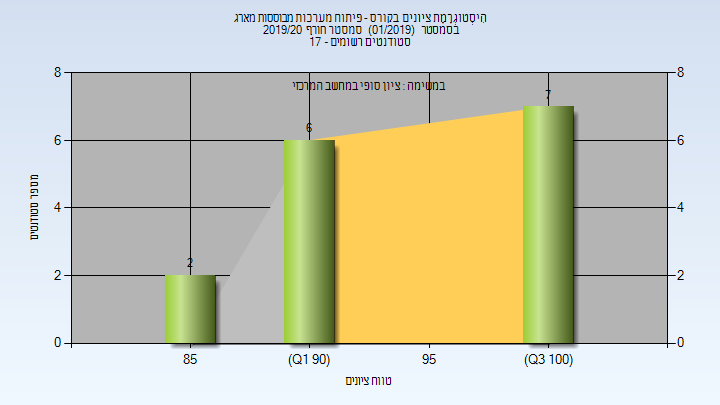 היסטוגרמת ציונים בקורס - פיתוח מערכות מבוססות מארג
בסמסטר (01/2019) סמסטר חורף 2019/20
סטודנטים רשומים - 17
במשימה : ציון סופי במחשב המרכזי
8 8
7
6 6 6
מספר סטודנטים
4 4
2 2 2
0 0
85 (Q1 90) 95 (Q3 100)
טווח ציונים